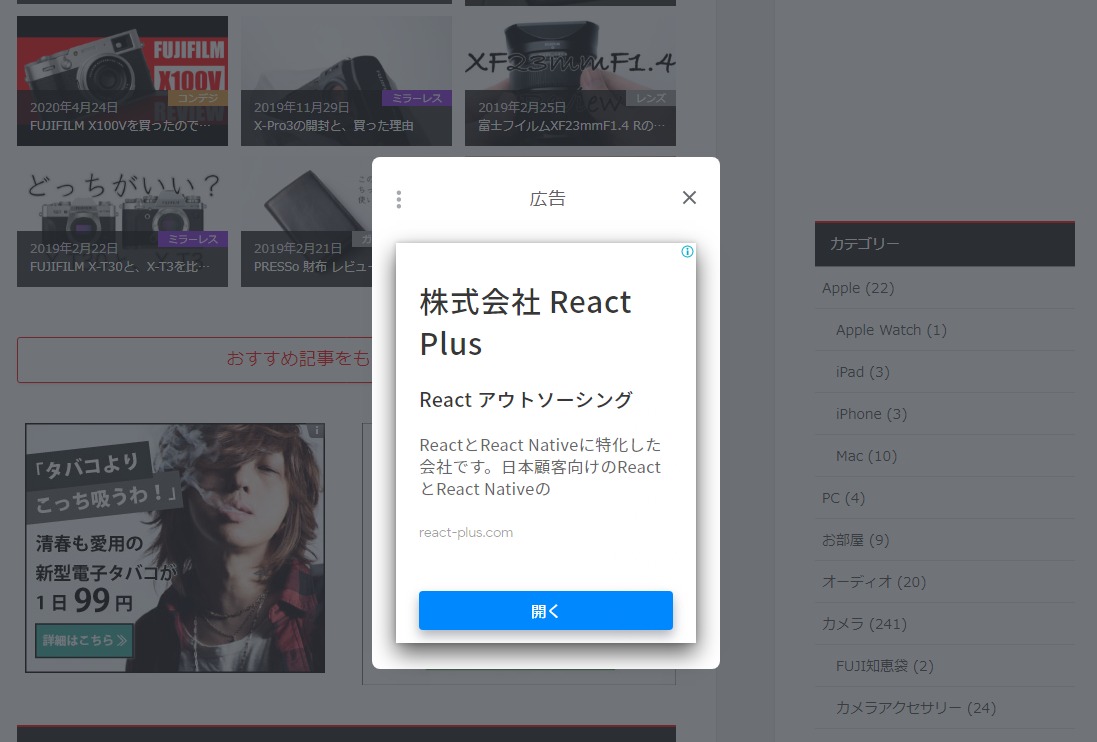 FUJIFILM
X100V
REVIEW
コンデジ
2020年4月24日
FUJIFILM X100Vを買ったので…
ミラーレス
2019年11月29日
X-Pro3の開封と、買った理由
XF23mmF1.4
レンズ
2019年2月25日
富士フイルムXF23mmF1.4 Rの…
どっちがいい？
ミラーレス
2019年2月22日
FUJIFILM X-T30と、X-T3を比…
2019年2月21日
PRESSo 財布 レビュー
おすすめ記事をも
「タバコより
こっち吸うわ！」
清春も愛用の
新型電子タバコが
1日99円
詳細はこちら
広告
株式会社 React
Plus
React アウトソーシング
ReactとReact Nativeに特化した
会社です。日本顧客向けのReact
とReact Nativeの
react-plus.com
開く
カテゴリー
Apple (22)
Apple Watch (1)
iPad (3)
iPhone (3)
Mac (10)
PC (4)
お部屋 (9)
オーディオ (20)
カメラ (241)
FUJI知恵袋 (2)
カメラアクセサリー (24)